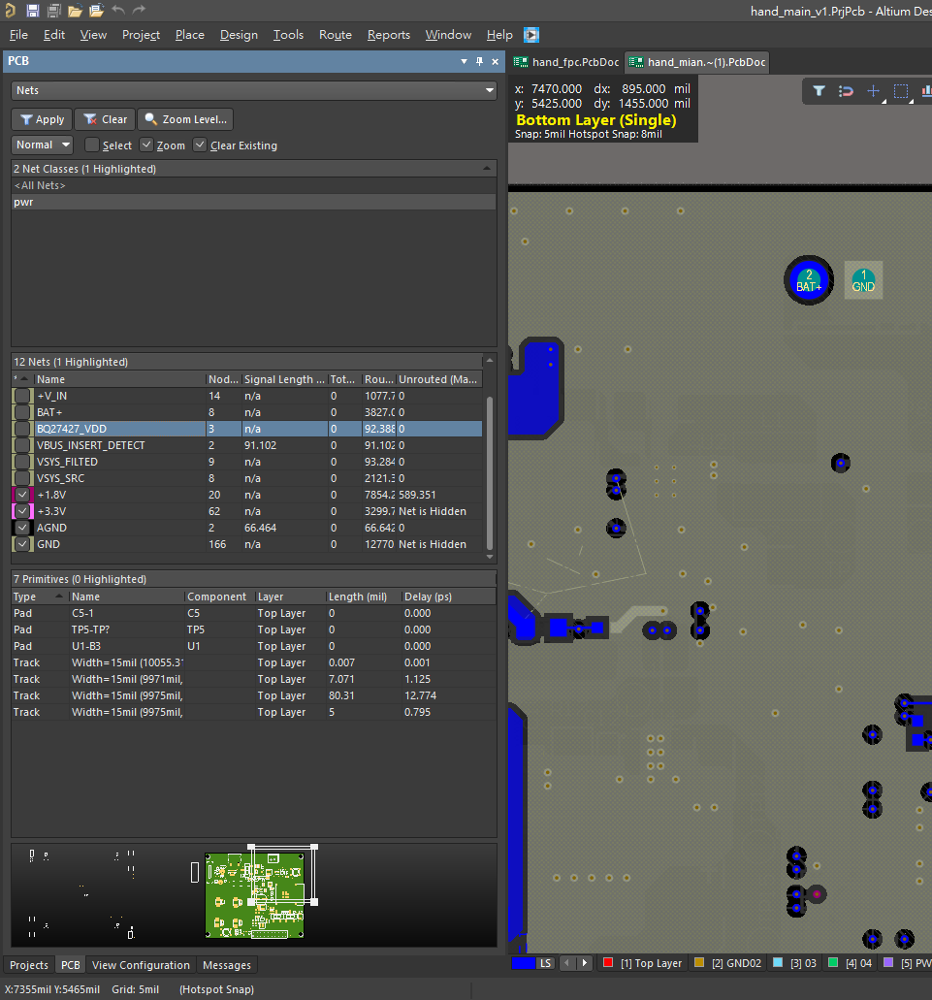 hand_main_v1.PrjPcb - Altium Des
File Edit View Project Place Design Tools Route Reports Window Help
PCB
hand_fpc.PcbDoc hand_mian.~(1).PcbDoc
Nets
x: 7470.000 dx: 895.000 mil
y: 5425.000 dy: 1455.000 mil
Bottom Layer (Single)
Snap: 5mil Hotspot Snap: 8mil
Apply Clear Zoom Level...
Normal Select Zoom Clear Existing
2 Net Classes (1 Highlighted)
<All Nets>
pwr
2
BAT+
1
GND
12 Nets (1 Highlighted)
* Name Nod... Signal Length ... Tot... Rou... Unrouted (Ma...
+V_IN 14 n/a 0 1077.7 0
BAT+ 8 n/a 0 3827.0 0
BQ27427_VDD 3 n/a 0 92.388 0
VBUS_INSERT_DETECT 2 91.102 0 91.102 0
VSYS_FILTED 9 n/a 0 93.284 0
VSYS_SRC 8 n/a 0 2121.3 0
+1.8V 20 n/a 0 7854.2 589.351
+3.3V 62 n/a 0 3299.7 Net is Hidden
AGND 2 66.464 0 66.642 0
GND 166 n/a 0 12770 Net is Hidden
7 Primitives (0 Highlighted)
Type Name Component Layer Length (mil) Delay (ps)
Pad C5-1 C5 Top Layer 0 0.000
Pad TP5-TP? TP5 Top Layer 0 0.000
Pad U1-B3 U1 Top Layer 0 0.000
Track Width=15mil (10055.31 Top Layer 0.007 0.001
Track Width=15mil (9971mil, Top Layer 7.071 1.125
Track Width=15mil (9975mil, Top Layer 80.31 12.774
Track Width=15mil (9975mil, Top Layer 5 0.795
Projects PCB View Configuration Messages
LS [1] Top Layer [2] GND02 [3] 03 [4] 04 [5] PW
X:7355mil Y:5465mil Grid: 5mil (Hotspot Snap)